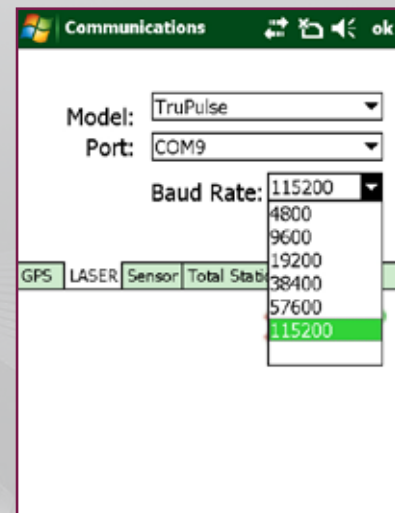 Communications ok
Model: TruPulse
Port: COM9
Baud Rate: 115200
4800
9600
19200
38400
57600
115200
GPS LASER Sensor Total